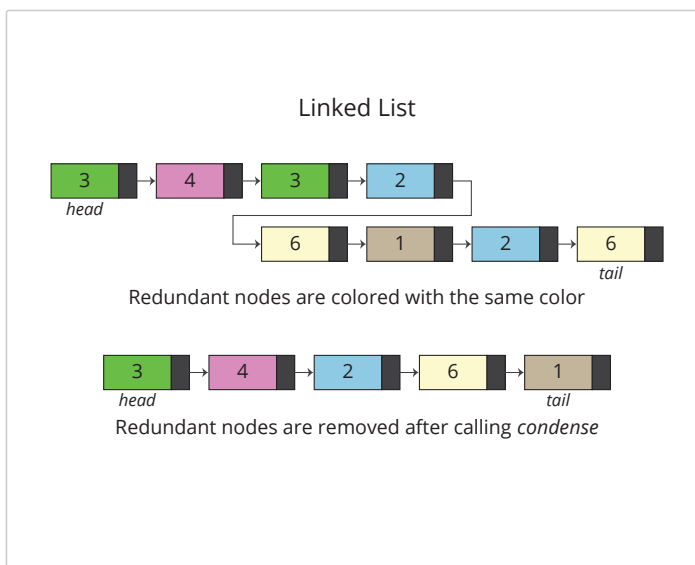 Linked List
3 4 3 2
head
6 1 2 6
tail
Redundant nodes are colored with the same color
3 4 2 6 1
head tail
Redundant nodes are removed after calling condense